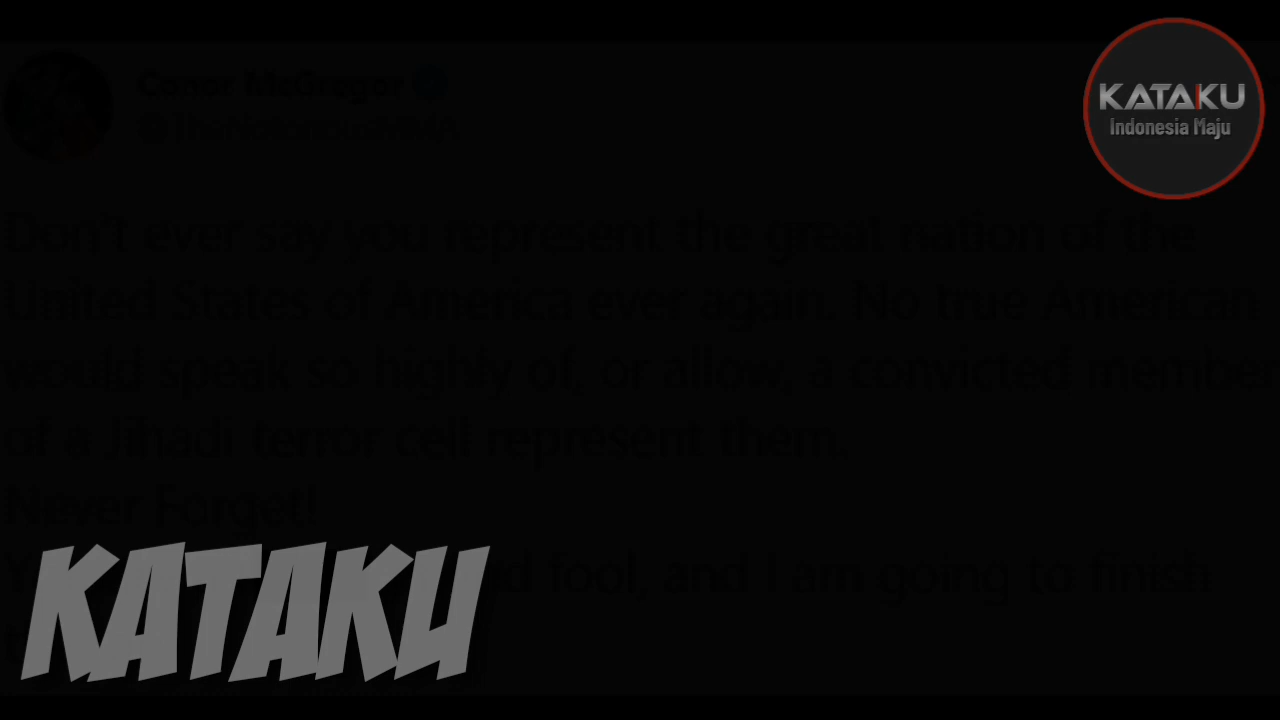 Conor McGregor
@TheNotoriousMMA
KATAKU
Indonesia Maju
Don't ever say you represent the great nation of the
United States of America ever again. No true American
would speak so highly of, or allow, a convicted member
of a Jihadi terror cell represent them.
Never Forget!
fool, and I am going to finish
KATAKU